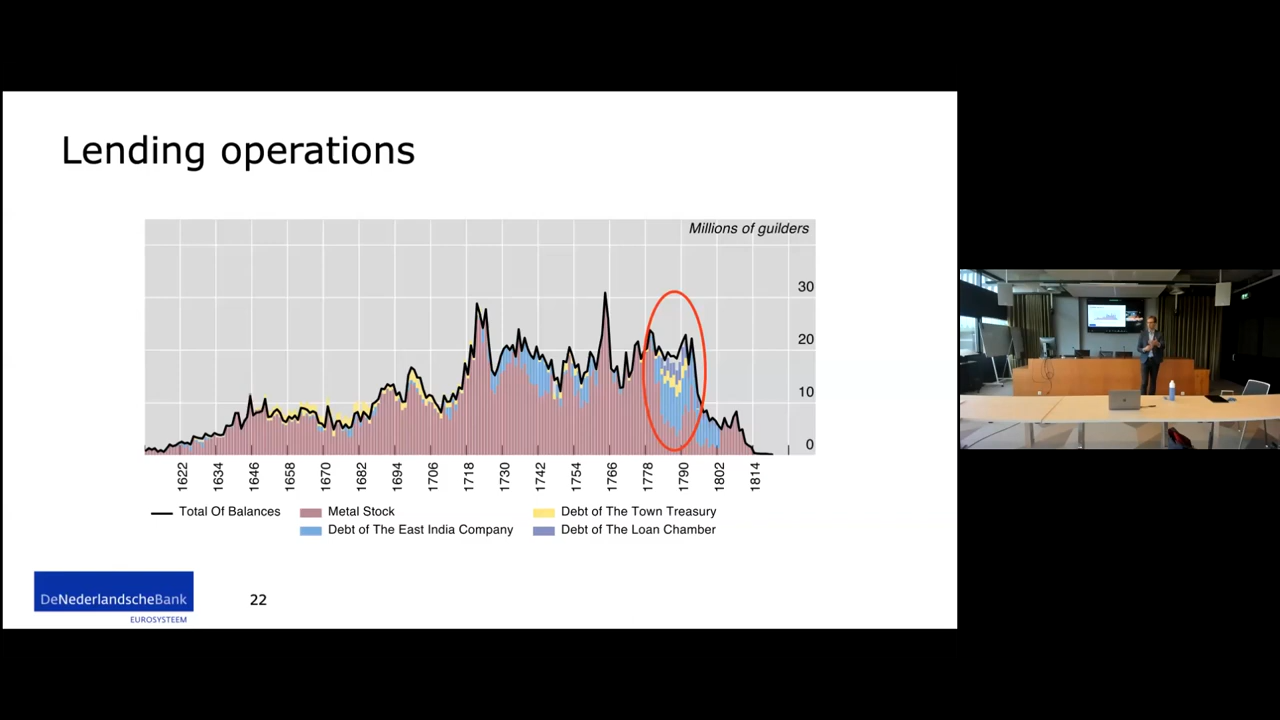 Lending operations
Millions of guilders
30
20
10
0
1622 1634 1646 1658 1670 1682 1694 1706 1718 1730 1742 1754 1766 1778 1790 1802 1814
Total Of Balances Metal Stock Debt of The Town Treasury
Debt of The East India Company Debt of The Loan Chamber
DeNederlandscheBank
EUROSYSTEEM
22